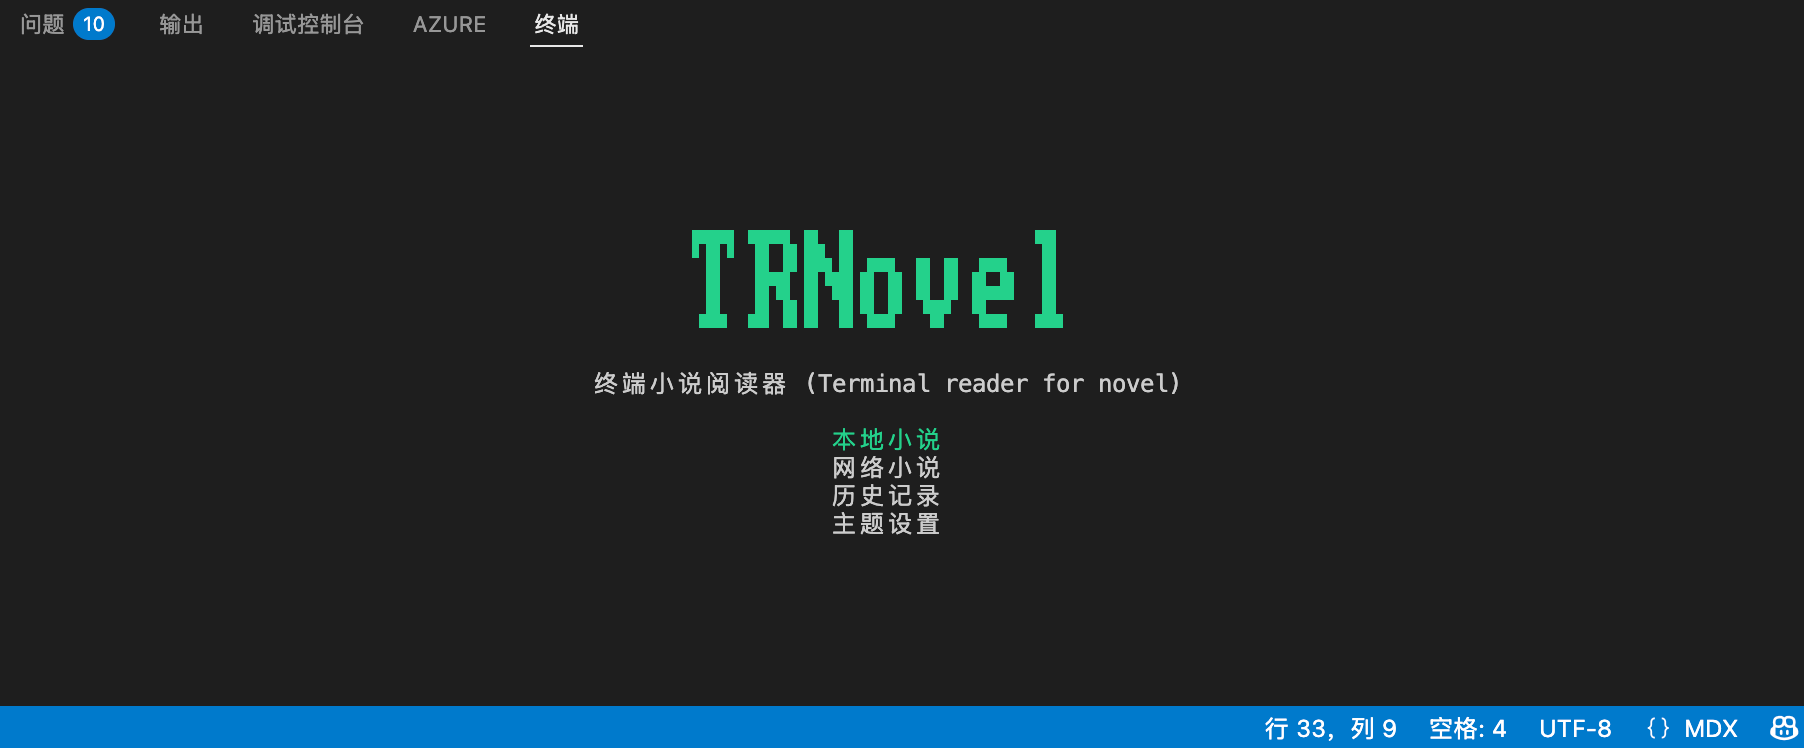 问题 10 输出 调试控制台 AZURE 终端
TRNovel
终端小说阅读器 (Terminal reader for novel)
本地小说
网络小说
历史记录
主题设置
行 33，列 9 空格: 4 UTF-8 {} MDX